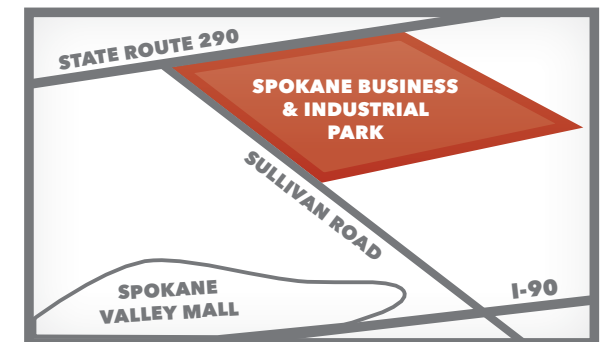 STATE ROUTE 290
SPOKANE BUSINESS
& INDUSTRIAL
PARK
SULLIVAN ROAD
SPOKANE
VALLEY MALL
I-90